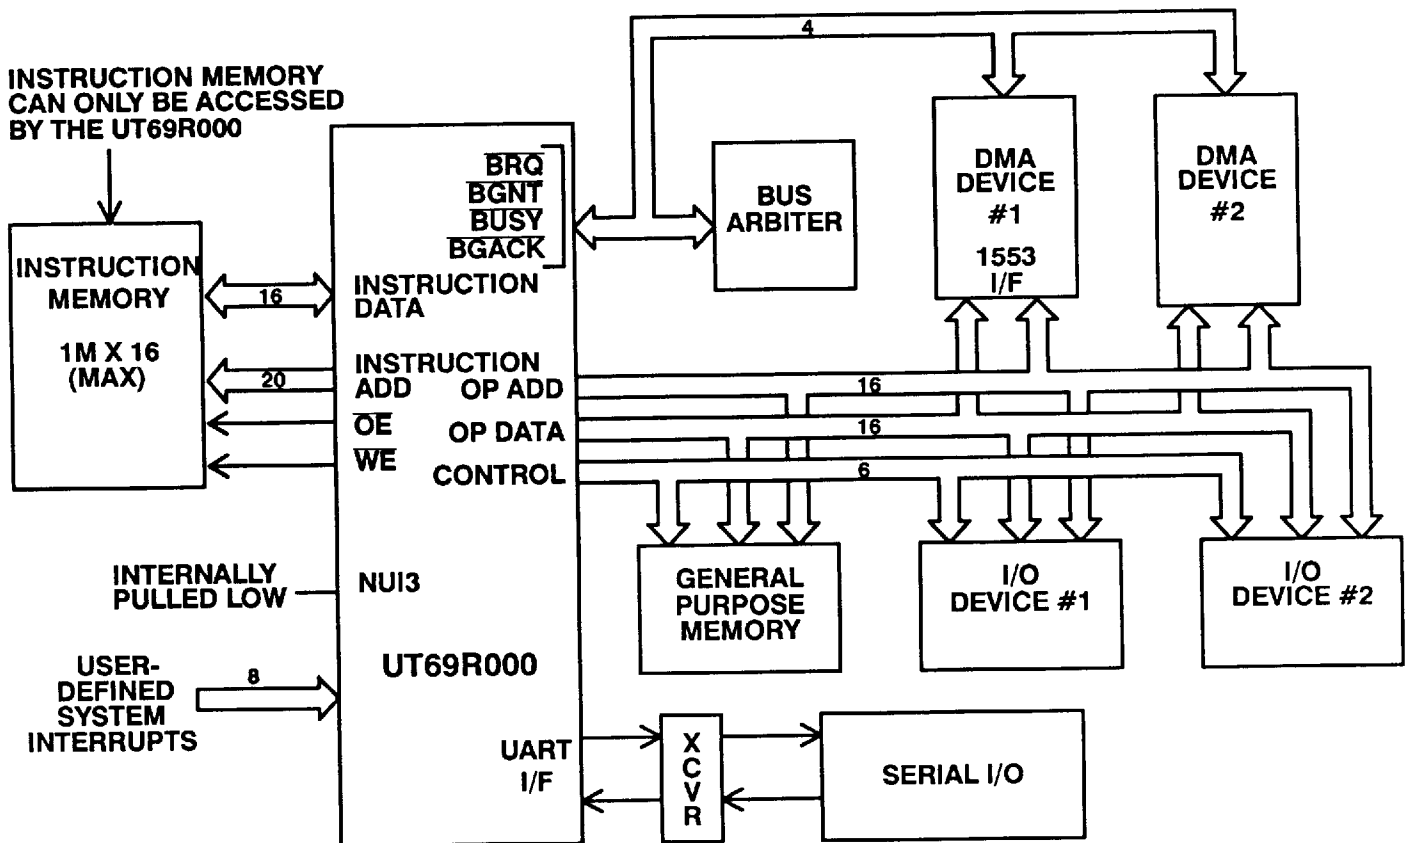 4
INSTRUCTION MEMORY
CAN ONLY BE ACCESSED
BY THE UT69R000
BRQ
BGNT
BUSY
BGACK
BUS
ARBITER
DMA
DEVICE
#1
1553
I/F
DMA
DEVICE
#2
INSTRUCTION
MEMORY
1M X 16
(MAX)
16
INSTRUCTION
DATA
20
INSTRUCTION
ADD
OP ADD
16
OE
OP DATA
16
WE
CONTROL
6
INTERNALLY
PULLED LOW
NUI3
GENERAL
PURPOSE
MEMORY
I/O
DEVICE #1
I/O
DEVICE #2
USER-
DEFINED
SYSTEM
INTERRUPTS
8
UT69R000
UART
I/F
X
C
V
R
SERIAL I/O